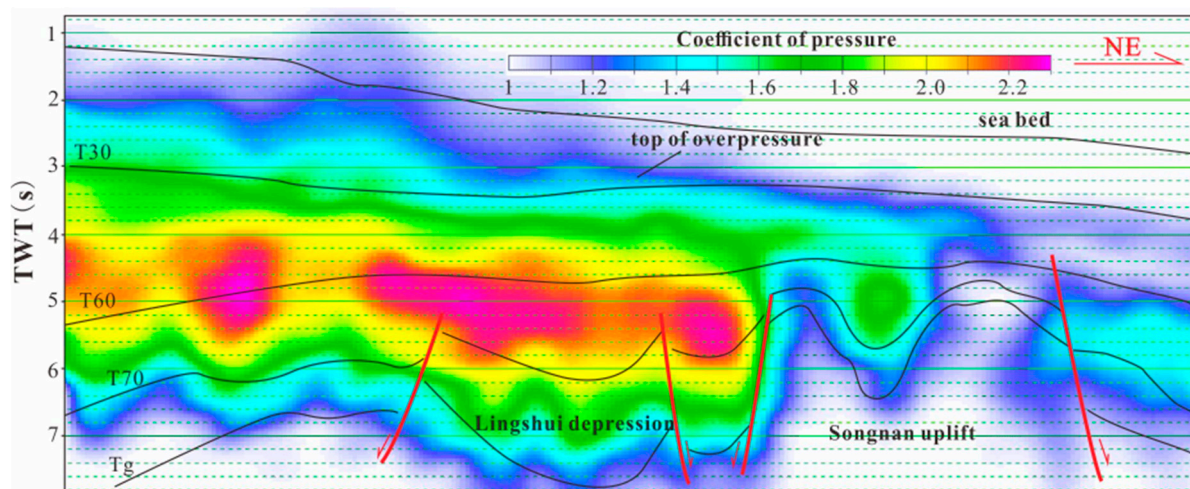 Coefficient of pressure
NE
1 1.2 1.4 1.6 1.8 2.0 2.2
sea bed
top of overpressure
TWT (s)
1
2
3
4
5
6
7
T30
T60
T70
Tg
Lingshui depression
Songnan uplift